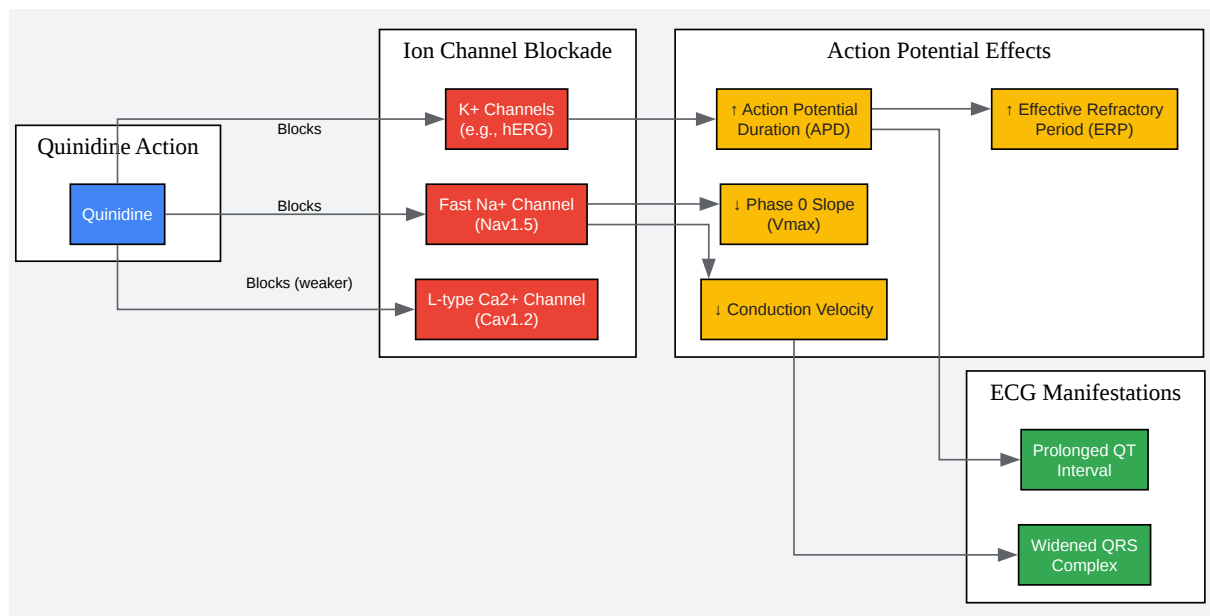 Quinidine Action
Quinidine
Blocks
Blocks
Blocks (weaker)
Ion Channel Blockade
K+ Channels
(e.g., hERG)
Fast Na+ Channel
(Nav1.5)
L-type Ca2+ Channel
(Cav1.2)
Action Potential Effects
↑ Action Potential
Duration (APD)
↑ Effective Refractory
Period (ERP)
↓ Phase 0 Slope
(Vmax)
↓ Conduction Velocity
ECG Manifestations
Prolonged QT
Interval
Widened QRS
Complex